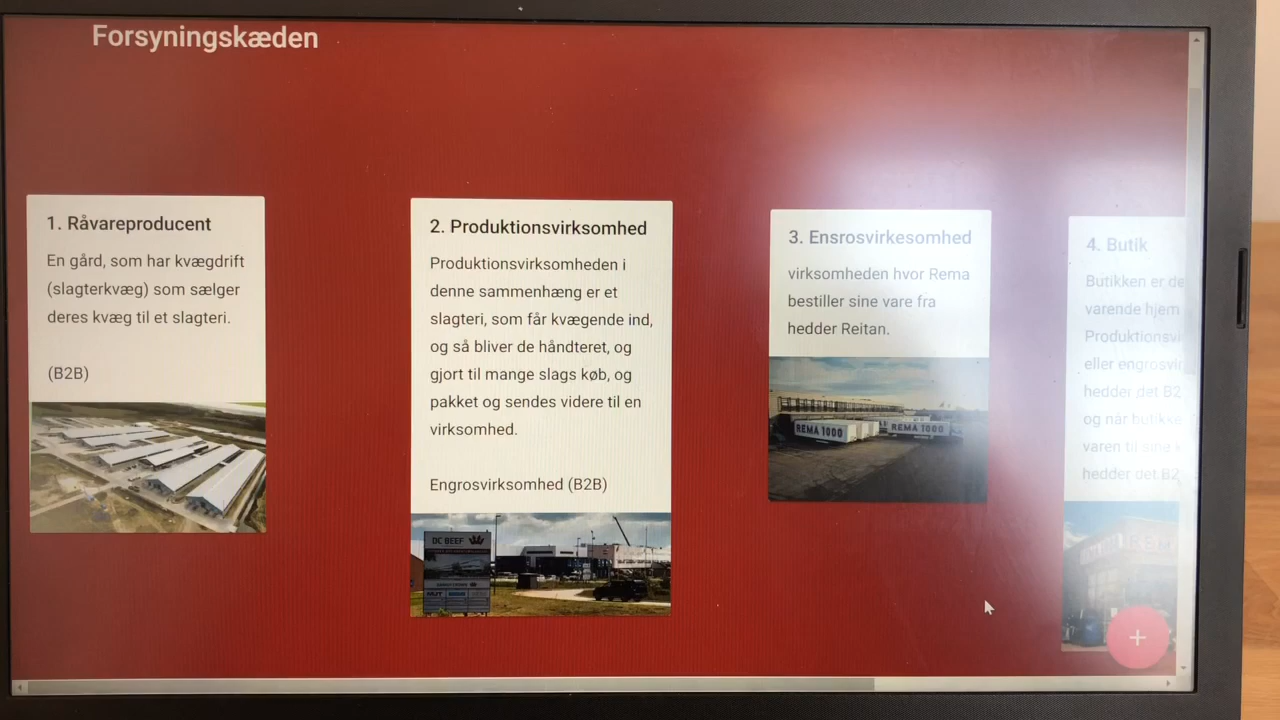 Forsyningskæden
1. Råvareproducent
En gård, som har kvægdrift
(slagterkvæg) som sælger
deres kvæg til et slagteri.
(B2B)
2. Produktionsvirksomhed
Produktionsvirksomheden i
denne sammenhæng er et
slagteri, som får kvægende ind,
og så bliver de håndteret, og
gjort til mange slags køb, og
pakket og sendes videre til en
virksomhed.
Engrosvirksomhed (B2B)
DC BEEF
3. Ensrosvirkesomhed
virksomheden hvor Rema
bestiller sine vare fra
hedder Reitan.
REMA 1000
REMA 1000
4. Butik
Butikken er de
varende hjem
Produktionsvi
eller engrosvir
hedder det B2
og når butikke
varen til sine k
hedder det B2
+